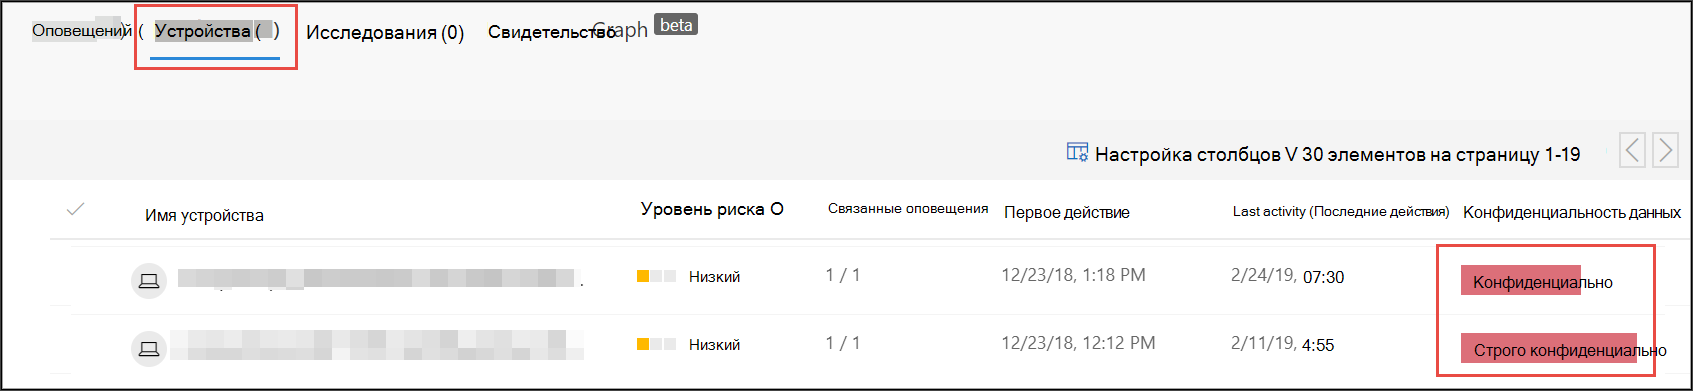 Оповещений ( ) Устройства ( ) Исследования (0) Свидетельство Graph beta
Настройка столбцов V 30 элементов на страницу 1-19
Имя устройства Уровень риска О Связанные оповещения Первое действие Last activity (Последние действия) Конфиденциальность данных
Низкий 1 / 1 12/23/18, 1:18 PM 2/24/19, 07:30 Конфиденциально
Низкий 1 / 1 12/23/18, 12:12 PM 2/11/19, 4:55 Строго конфиденциально